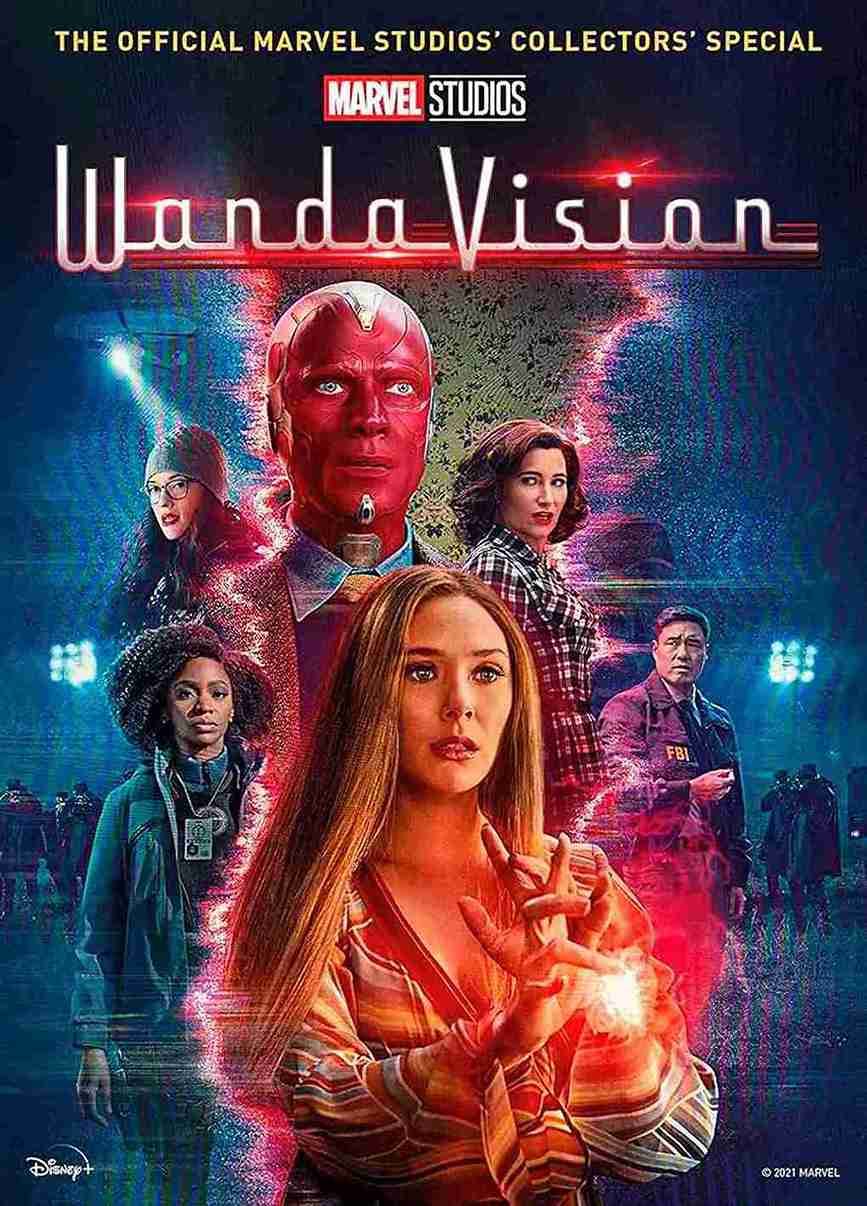 THE OFFICIAL MARVEL STUDIOS' COLLECTORS' SPECIAL
MARVEL STUDIOS
WandaVision
FBI
Disney+
© 2021 MARVEL